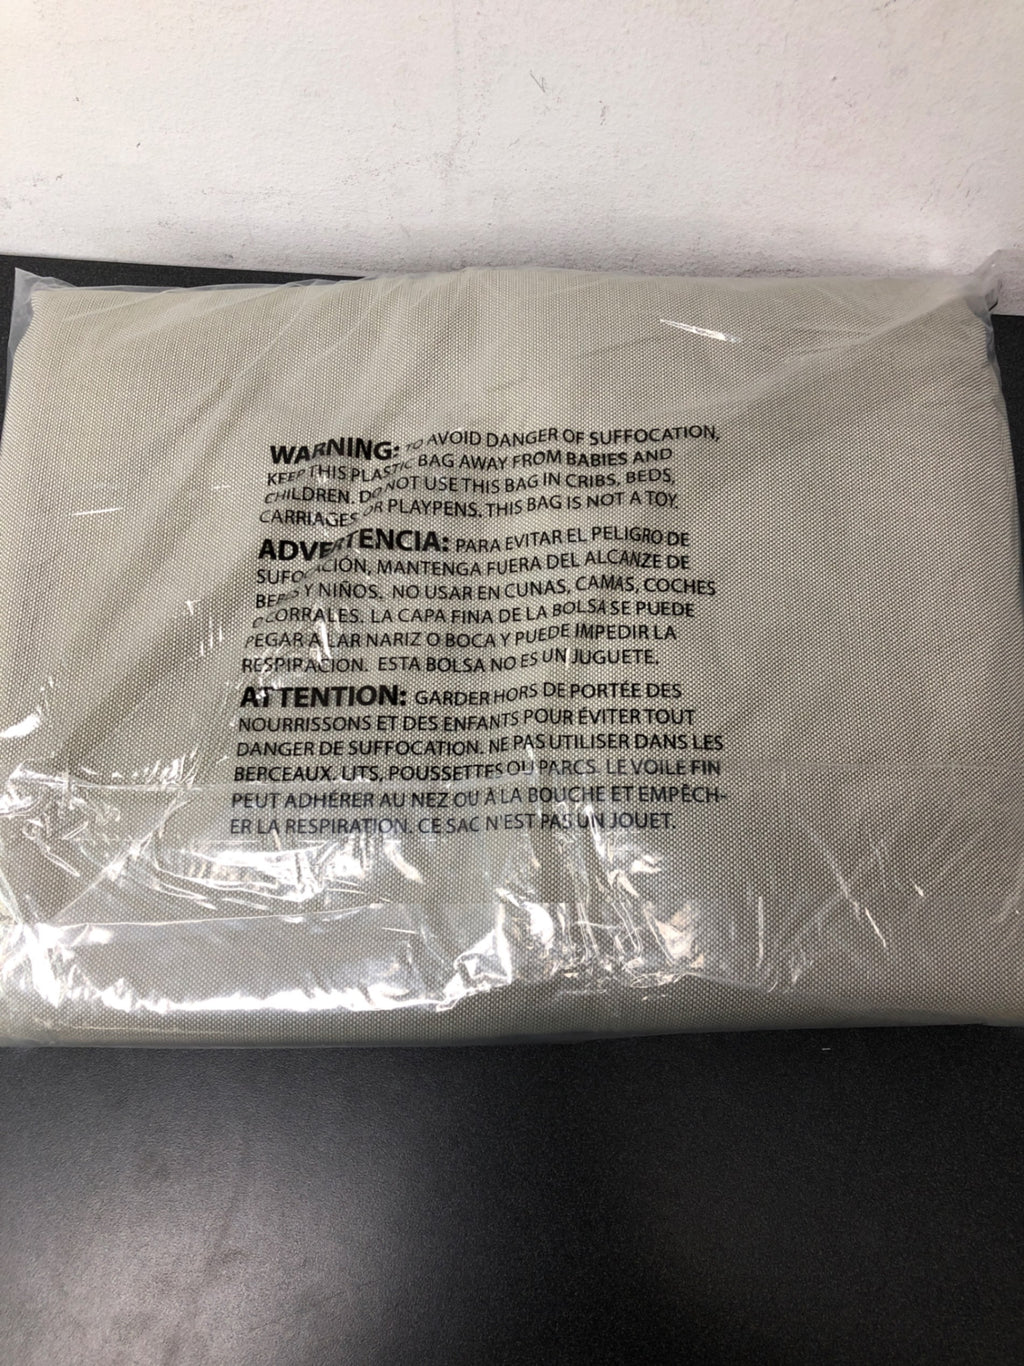 WARNING: TO AVOID DANGER OF SUFFOCATION,
KEEP THIS PLASTIC BAG AWAY FROM BABIES AND
CHILDREN. DO NOT USE THIS BAG IN CRIBS, BEDS,
CARRIAGES OR PLAYPENS. THIS BAG IS NOT A TOY.
ADVERTENCIA: PARA EVITAR EL PELIGRO DE
SUFOCACIÓN, MANTENGA FUERA DEL ALCANZE DE
BEBES Y NIÑOS. NO USAR EN CUNAS, CAMAS, COCHES
O CORRALES. LA CAPA FINA DE LA BOLSA SE PUEDE
PEGAR A LAR NARIZ O BOCA Y PUEDE IMPEDIR LA
RESPIRACION. ESTA BOLSA NO ES UN JUGUETE.
ATTENTION: GARDER HORS DE PORTÉE DES
NOURRISSONS ET DES ENFANTS POUR ÉVITER TOUT
DANGER DE SUFFOCATION. NE PAS UTILISER DANS LES
BERCEAUX. LITS, POUSSETTES OU PARCS. LE VOILE FIN
PEUT ADHÉRER AU NEZ OU À LA BOUCHE ET EMPÊCH-
ER LA RESPIRATION. CE SAC N'EST PAS UN JOUET.